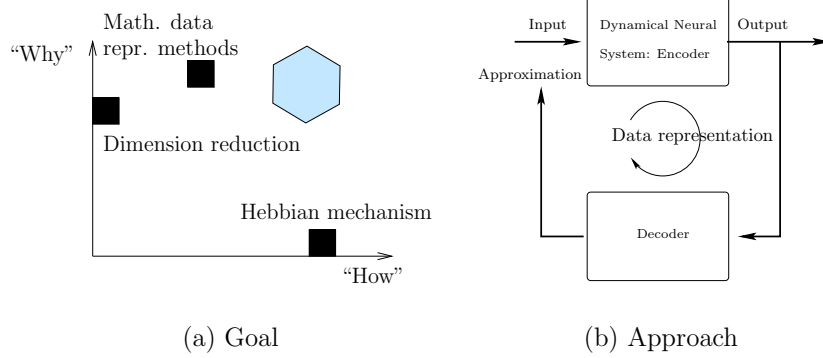 Math. data
repr. methods
“Why”
Dimension reduction
Hebbian mechanism
“How”
(a) Goal
Input
Dynamical Neural
System: Encoder
Output
Approximation
Data representation
Decoder
(b) Approach